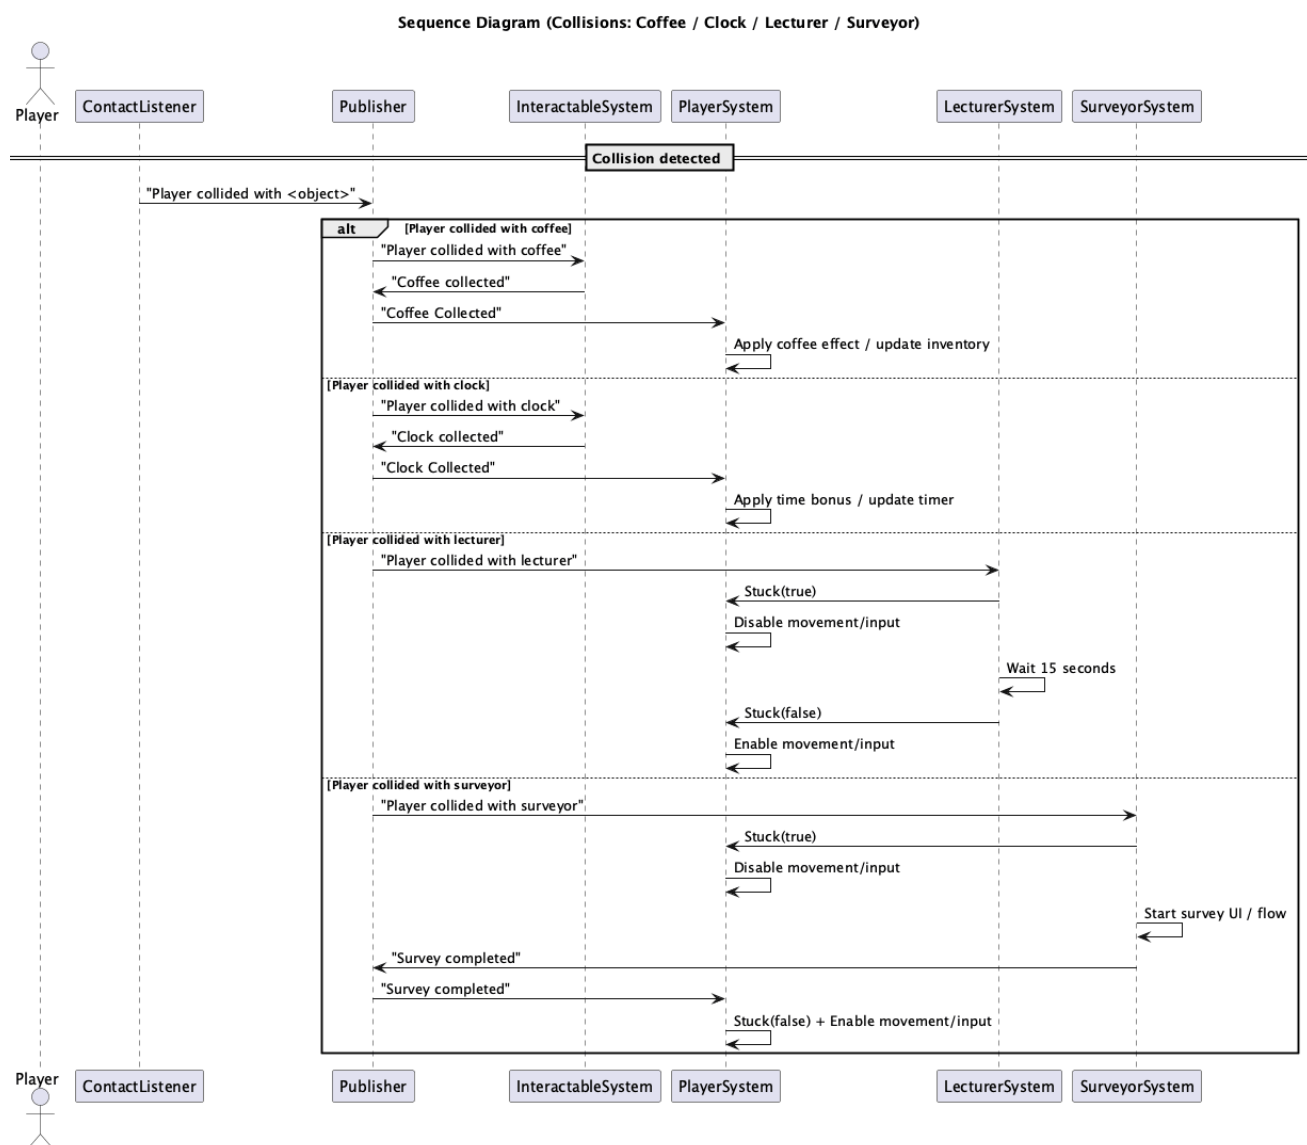 Sequence Diagram (Collisions: Coffee / Clock / Lecturer / Surveyor)
Player
ContactListener
Publisher
InteractableSystem
PlayerSystem
LecturerSystem
SurveyorSystem
Collision detected
"Player collided with <object>"
alt
[Player collided with coffee]
"Player collided with coffee"
"Coffee collected"
"Coffee Collected"
Apply coffee effect / update inventory
[Player collided with clock]
"Player collided with clock"
"Clock collected"
"Clock Collected"
Apply time bonus / update timer
[Player collided with lecturer]
"Player collided with lecturer"
Stuck(true)
Disable movement/input
Wait 15 seconds
Stuck(false)
Enable movement/input
[Player collided with surveyor]
"Player collided with surveyor"
Stuck(true)
Disable movement/input
Start survey UI / flow
"Survey completed"
"Survey completed"
Stuck(false) + Enable movement/input
Player
ContactListener
Publisher
InteractableSystem
PlayerSystem
LecturerSystem
SurveyorSystem